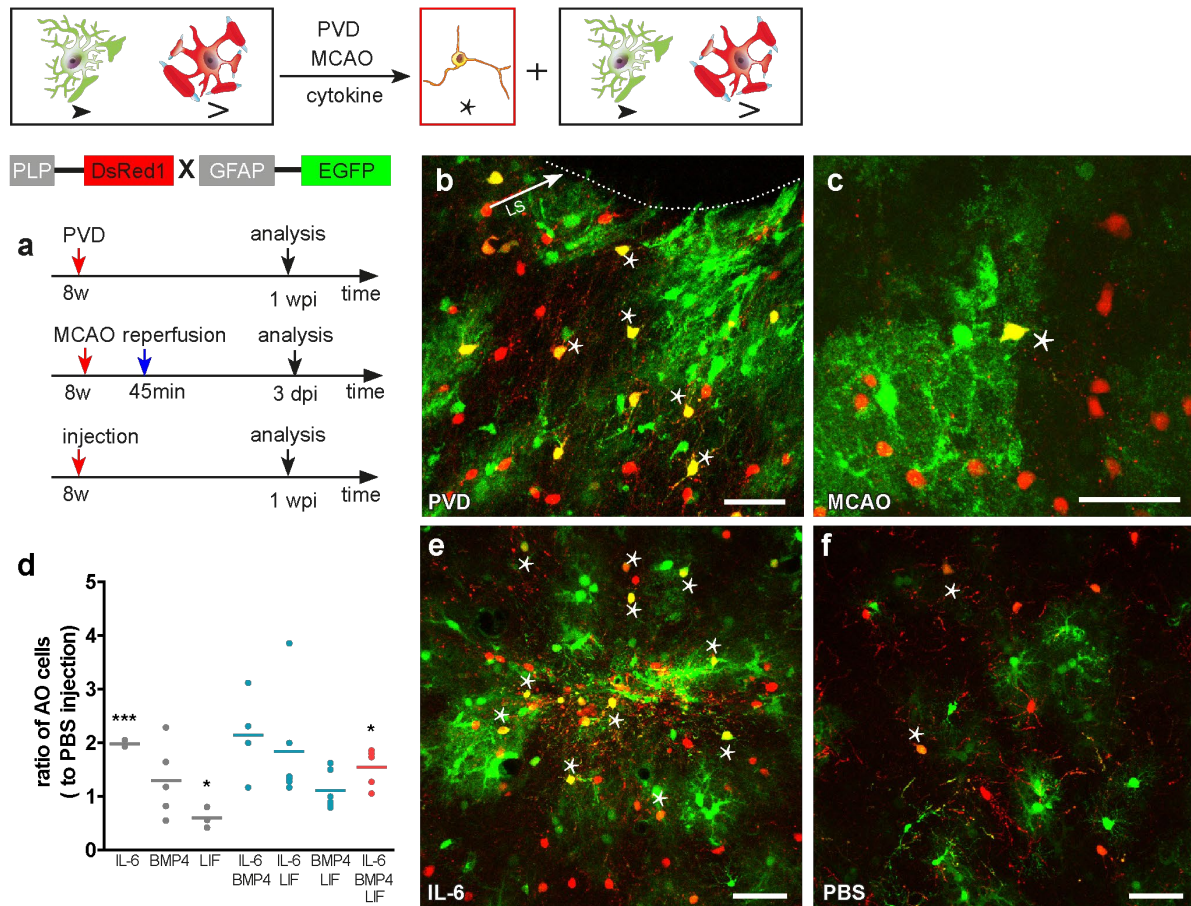 PVD
MCAO
cytokine
+
PLP DsRed1 X GFAP EGFP
a
PVD analysis
8w 1 wpi time
MCAO reperfusion analysis
8w 45min 3 dpi time
injection analysis
8w 1 wpi time
b
LS
PVD
c
MCAO
d
ratio of AO cells
( to PBS injection)
5
4
3
2
1
0
***
*
*
IL-6 BMP4 LIF IL-6 IL-6 BMP4 IL-6
BMP4 LIF LIF BMP4
LIF
e
IL-6
f
PBS